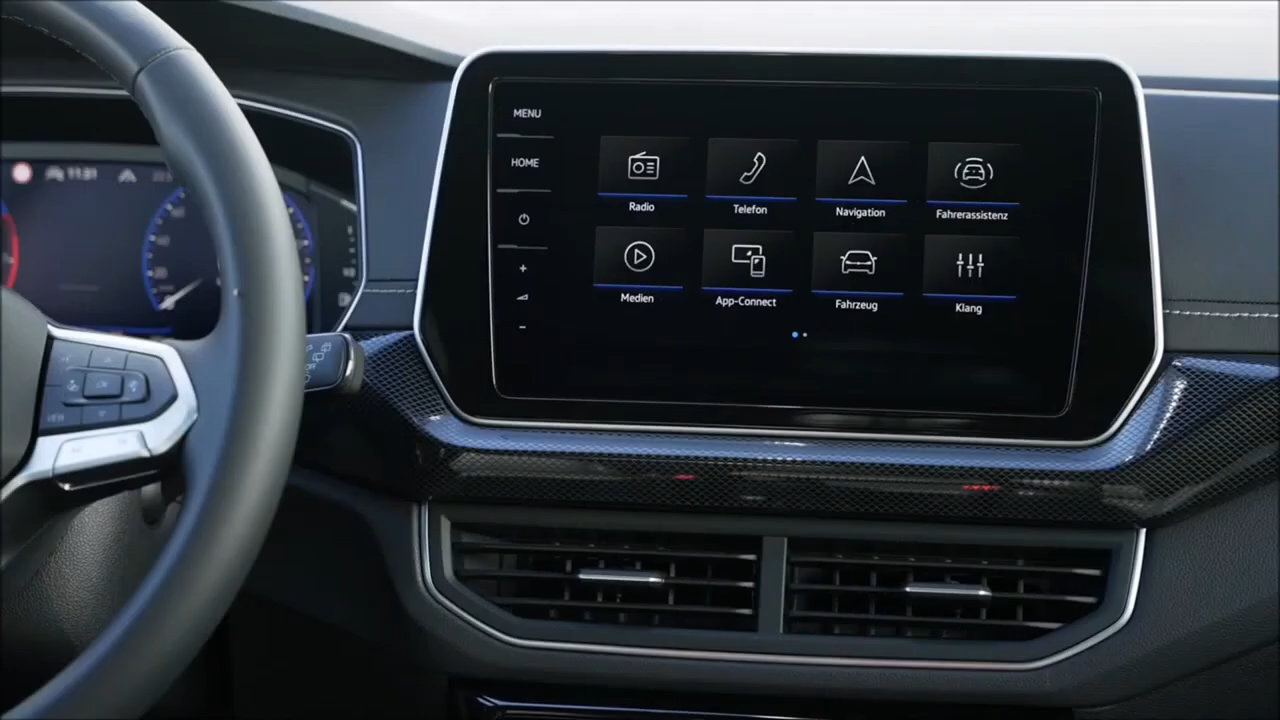 11:31
MENU
HOME
Radio
Telefon
Navigation
Fahrerassistenz
Medien
App-Connect
Fahrzeug
Klang